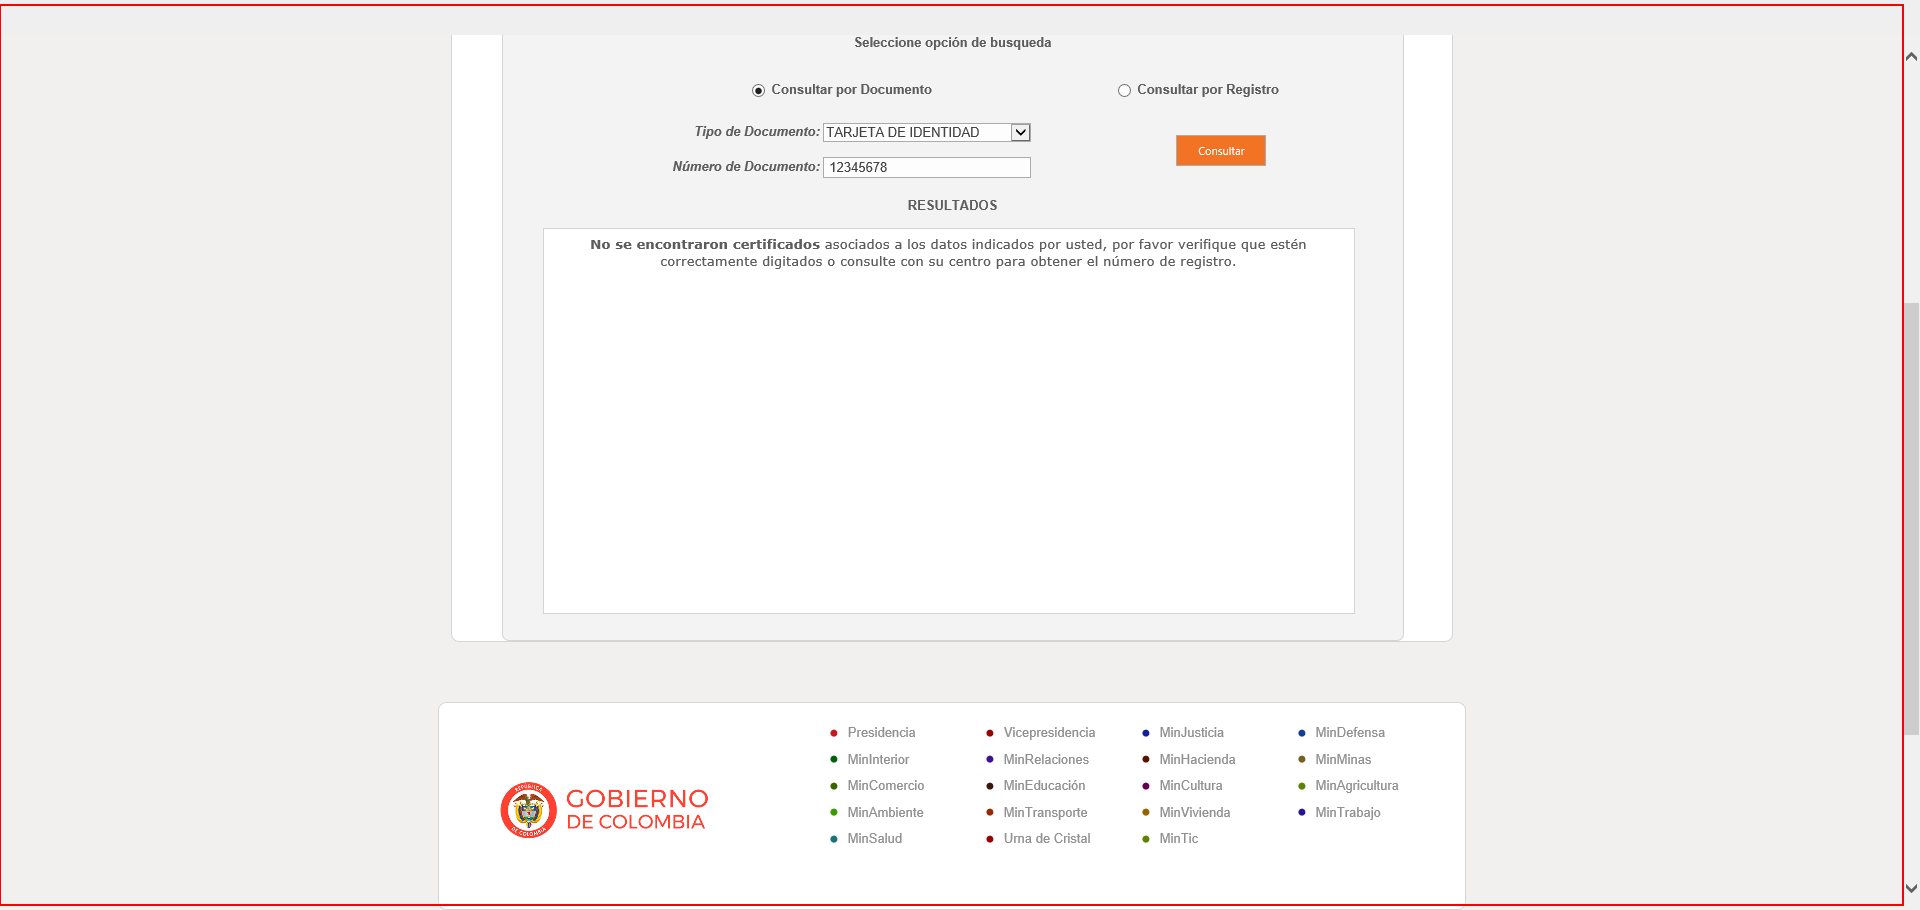 Seleccione opción de busqueda
Consultar por Documento
Consultar por Registro
Tipo de Documento: TARJETA DE IDENTIDAD
Consultar
Número de Documento: 12345678
RESULTADOS
No se encontraron certificados asociados a los datos indicados por usted, por favor verifique que estén
correctamente digitados o consulte con su centro para obtener el número de registro.
Presidencia
Vicepresidencia
MinJusticia
MinDefensa
MinInterior
MinRelaciones
MinHacienda
MinMinas
MinComercio
MinEducación
MinCultura
MinAgricultura
MinAmbiente
MinTransporte
MinVivienda
MinTrabajo
MinSalud
Urna de Cristal
MinTic
REPÚBLICA
DE COLOMBIA
GOBIERNO
DE COLOMBIA